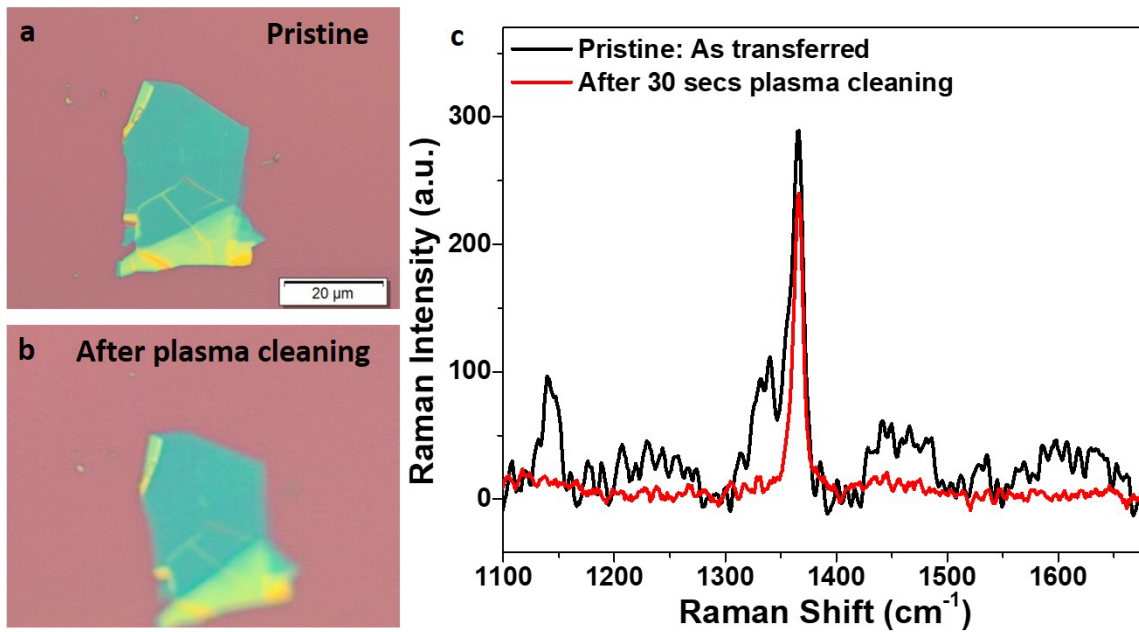 a
Pristine
20 µm
b
After plasma cleaning
c
Pristine: As transferred
After 30 secs plasma cleaning
Raman Intensity (a.u.)
300
200
100
0
1100
1200
1300
1400
1500
1600
Raman Shift (cm⁻¹)